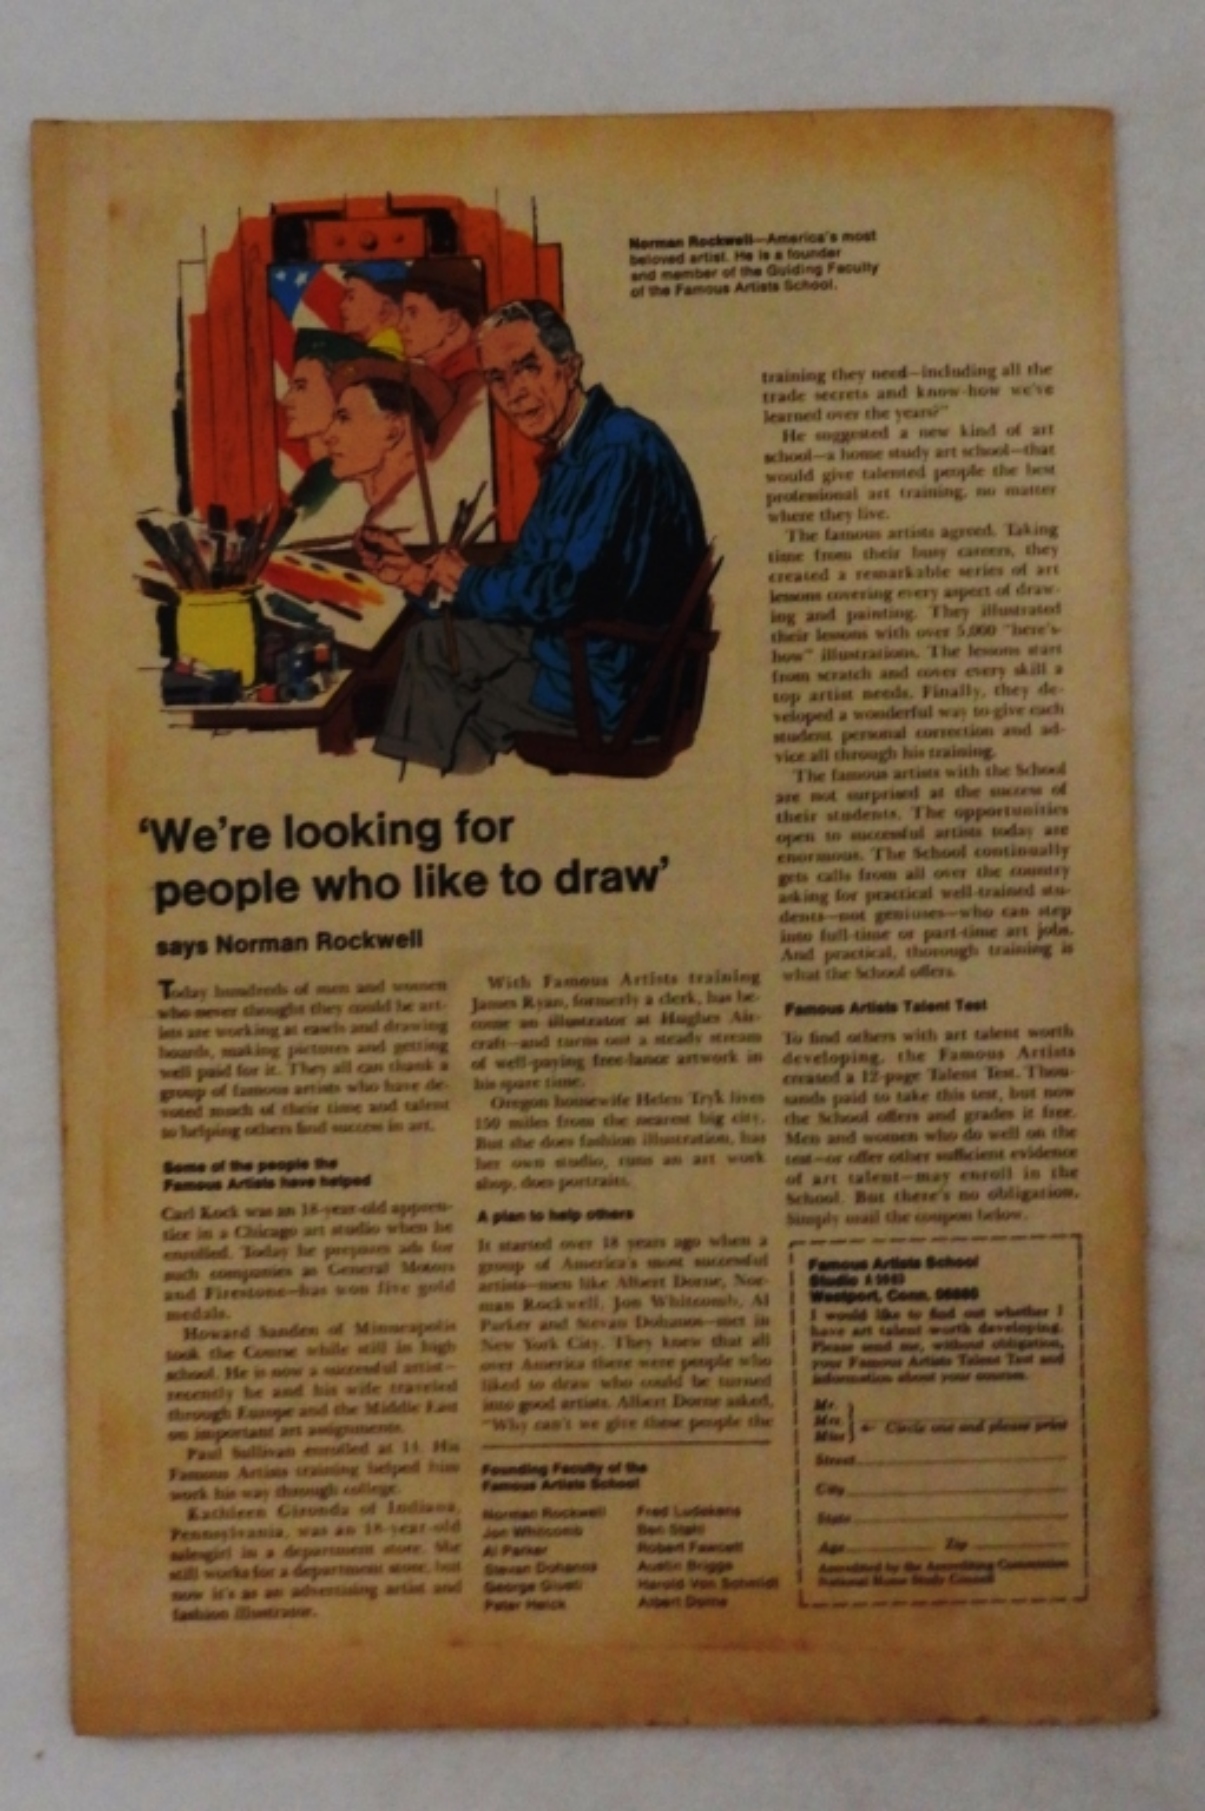 Norman Rockwell—America's most
beloved artist. He is a founder
and member of the Guiding Faculty
of the Famous Artists School.
'We're looking for
people who like to draw'
says Norman Rockwell
Today hundreds of men and women
who never thought they could be art-
ists are working at easels and drawing
boards, making pictures and getting
well paid for it. They all can thank a
group of famous artists who have de-
voted much of their time and talent
to helping others find success in art.
Some of the people the
Famous Artists have helped
Carl Kock was an 18-year-old appren-
tice in a Chicago art studio when he
enrolled. Today he prepares ads for
such companies as General Motors
and Firestone—has won five gold
medals.
Howard Sanden of Minneapolis
took the Course while still in high
school. He is now a successful artist—
recently he and his wife traveled
through Europe and the Middle East
on important art assignments.
Paul Sullivan enrolled at 14. His
Famous Artists training helped him
work his way through college.
Kathleen Gironda of Indiana,
Pennsylvania, was an 18-year-old
salesgirl in a department store. She
still works for a department store, but
now it's as an advertising artist and
fashion illustrator.
With Famous Artists training
James Ryan, formerly a clerk, has be-
come an illustrator at Hughes Air-
craft—and turns out a steady stream
of well-paying free-lance artwork in
his spare time.
Oregon housewife Helen Tryk lives
150 miles from the nearest big city.
But she does fashion illustration, has
her own studio, runs an art work
shop, does portraits.
A plan to help others
It started over 18 years ago when a
group of America's most successful
artists—men like Albert Dorne, Nor-
man Rockwell, Jon Whitcomb, Al
Parker and Stevan Dohanos—met in
New York City. They knew that all
over America there were people who
liked to draw who could be turned
into good artists. Albert Dorne asked,
"Why can't we give these people the
Founding Faculty of the
Famous Artists School
Norman Rockwell
Jon Whitcomb
Al Parker
Stevan Dohanos
George Giusti
Peter Helck
Fred Ludekens
Ben Stahl
Robert Fawcett
Austin Briggs
Harold Von Schmidt
Albert Dorne
training they need—including all the
trade secrets and know-how we've
learned over the years?"
He suggested a new kind of art
school—a home study art school—that
would give talented people the best
professional art training, no matter
where they live.
The famous artists agreed. Taking
time from their busy careers, they
created a remarkable series of art
lessons covering every aspect of draw-
ing and painting. They illustrated
their lessons with over 5,000 "here's-
how" illustrations. The lessons start
from scratch and cover every skill a
top artist needs. Finally, they de-
veloped a wonderful way to give each
student personal correction and ad-
vice all through his training.
The famous artists with the School
are not surprised at the success of
their students. The opportunities
open to successful artists today are
enormous. The School continually
gets calls from all over the country
asking for practical well-trained stu-
dents—not geniuses—who can step
into full-time or part-time art jobs.
And practical, thorough training is
what the School offers.
Famous Artists Talent Test
To find others with art talent worth
developing, the Famous Artists
created a 12-page Talent Test. Thou-
sands paid to take this test, but now
the School offers and grades it free.
Men and women who do well on the
test—or offer other sufficient evidence
of art talent—may enroll in the
School. But there's no obligation.
Simply mail the coupon below.
Famous Artists School
Studio
Westport, Conn. 06880
I would like to find out whether I
have art talent worth developing.
Please send me, without obligation,
your Famous Artists Talent Test and
information about your courses.
Mr.
Mrs.
Miss
← Circle one and please print
Street
City
State
Age Zip
Accredited by the Accrediting Commission
National Home Study Council